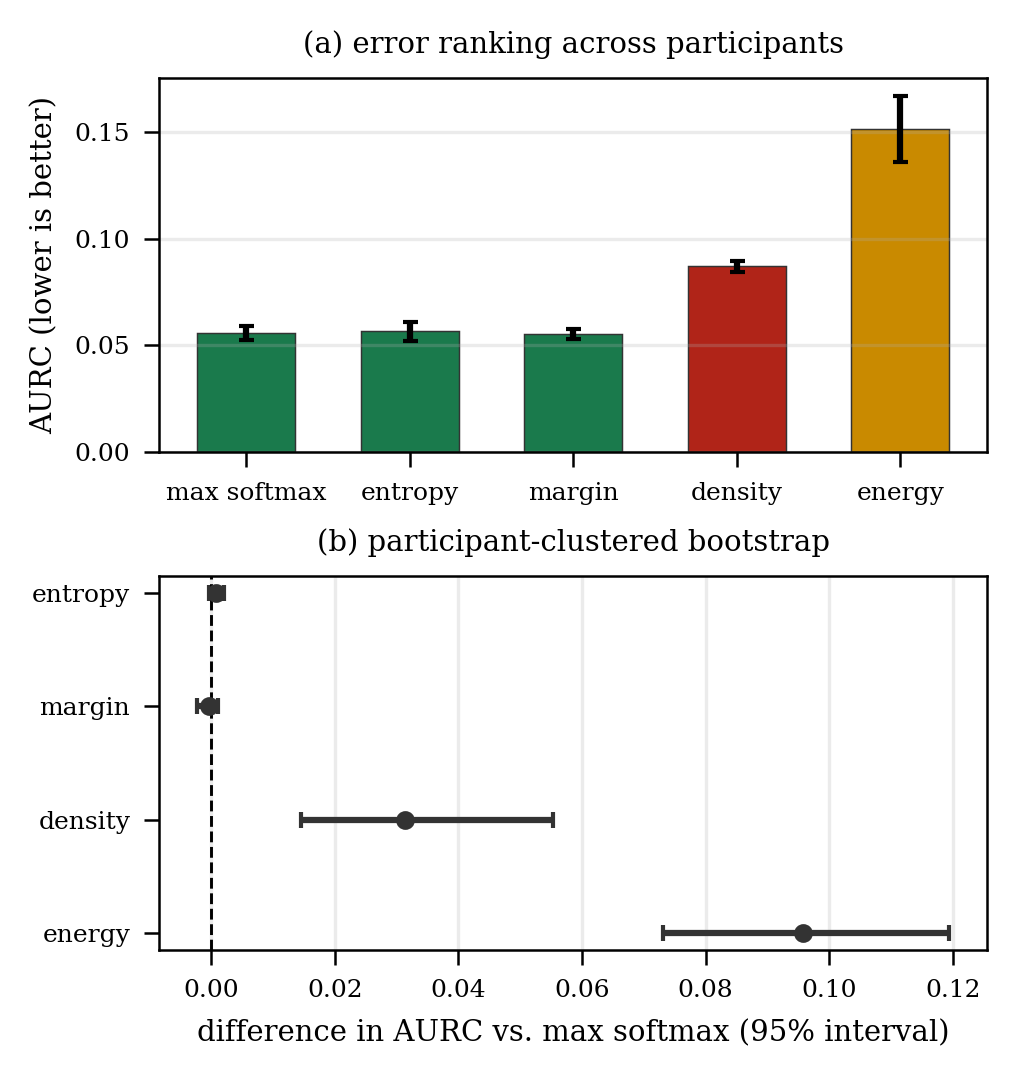 (a) error ranking across participants
AURC (lower is better)
0.15
0.10
0.05
0.00
max softmax entropy margin density energy
(b) participant-clustered bootstrap
entropy
margin
density
energy
0.00 0.02 0.04 0.06 0.08 0.10 0.12
difference in AURC vs. max softmax (95% interval)